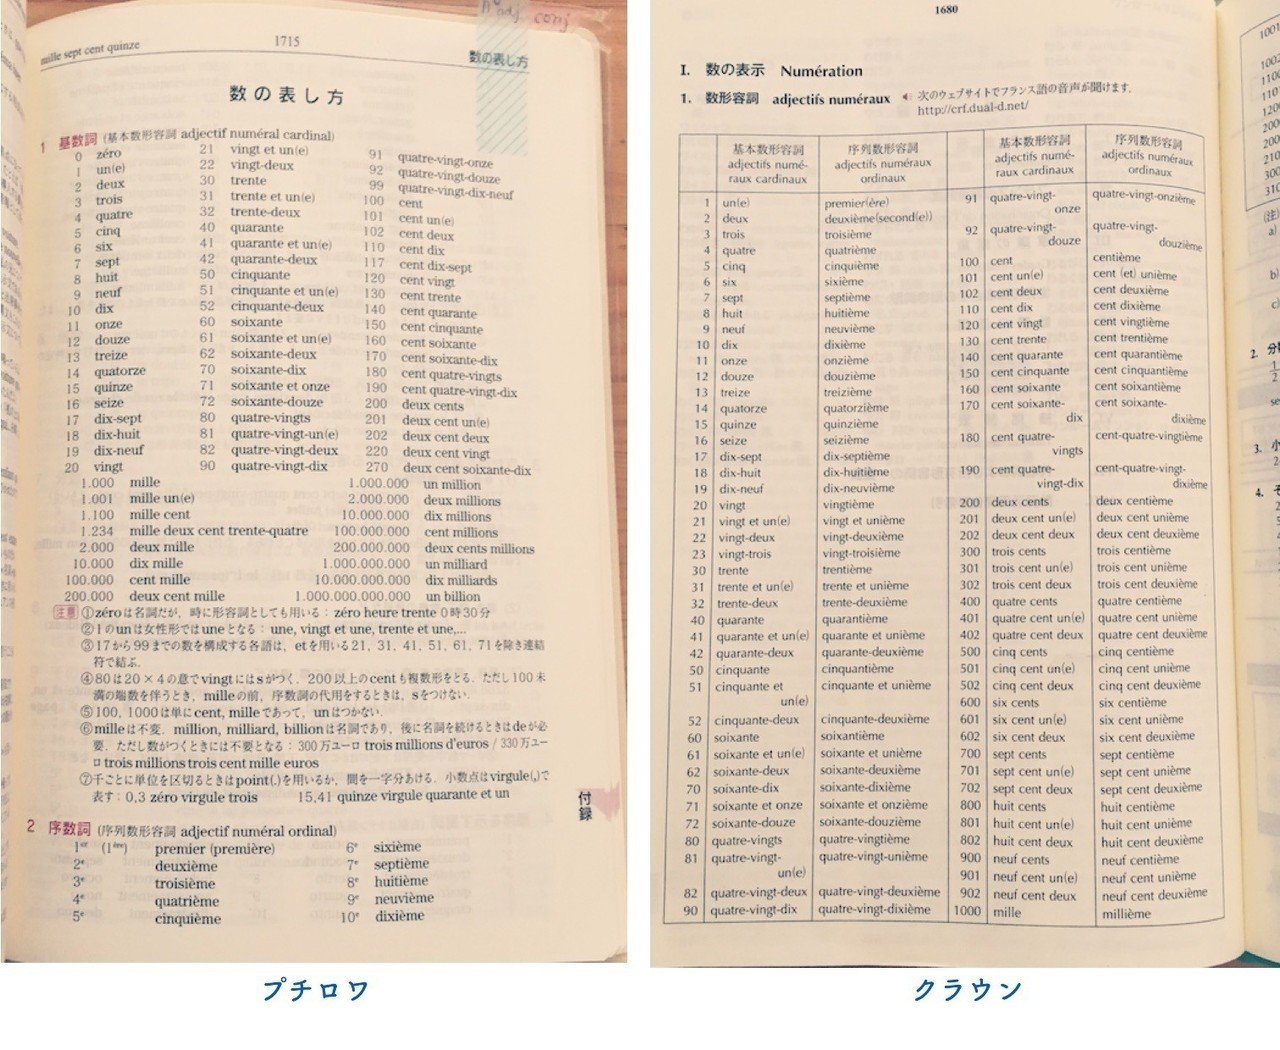 n° adj conj
mille sept cent quinze 1715 数の表し方
数の表し方
1 基数詞 (基本数形容詞 adjectif numéral cardinal)
0 zéro 21 vingt et un(e) 91 quatre-vingt-onze
1 un(e) 22 vingt-deux 92 quatre-vingt-douze
2 deux 30 trente 99 quatre-vingt-dix-neuf
3 trois 31 trente et un(e) 100 cent
4 quatre 32 trente-deux 101 cent un(e)
5 cinq 40 quarante 102 cent deux
6 six 41 quarante et un(e) 110 cent dix
7 sept 42 quarante-deux 117 cent dix-sept
8 huit 50 cinquante 120 cent vingt
9 neuf 51 cinquante et un(e) 130 cent trente
10 dix 52 cinquante-deux 140 cent quarante
11 onze 60 soixante 150 cent cinquante
12 douze 61 soixante et un(e) 160 cent soixante
13 treize 62 soixante-deux 170 cent soixante-dix
14 quatorze 70 soixante-dix 180 cent quatre-vingts
15 quinze 71 soixante et onze 190 cent quatre-vingt-dix
16 seize 72 soixante-douze 200 deux cents
17 dix-sept 80 quatre-vingts 201 deux cent un(e)
18 dix-huit 81 quatre-vingt-un(e) 202 deux cent deux
19 dix-neuf 82 quatre-vingt-deux 220 deux cent vingt
20 vingt 90 quatre-vingt-dix 270 deux cent soixante-dix
1.000 mille 1.000.000 un million
1.001 mille un(e) 2.000.000 deux millions
1.100 mille cent 10.000.000 dix millions
1.234 mille deux cent trente-quatre 100.000.000 cent millions
2.000 deux mille 200.000.000 deux cents millions
10.000 dix mille 1.000.000.000 un milliard
100.000 cent mille 10.000.000.000 dix milliards
200.000 deux cent mille 1.000.000.000.000 un billion
注意 ①zéroは名詞だが、時に形容詞としても用いる：zéro heure trente 0時30分
②1のunは女性形ではuneとなる：une, vingt et une, trente et une,...
③17から99までの数を構成する各語は、etを用いる21, 31, 41, 51, 61, 71を除き連結
符で結ぶ.
④80は20×4の意でvingtにはsがつく. 200以上のcentも複数形をとる. ただし100未
満の端数を伴うとき、milleの前、序数詞の代用をするときは、sをつけない.
⑤100, 1000は単にcent, milleであって、unはつかない.
⑥milleは不変. million, milliard, billionは名詞であり、後に名詞を続けるときはdeが必
要. ただし数がつくときには不要となる：300万ユーロ trois millions d'euros / 330万ユー
ロ trois millions trois cent mille euros
⑦千ごとに単位を区切るときはpoint(.)を用いるか、間を一字分あける. 小数点はvirgule(,)で
表す：0,3 zéro virgule trois 15,41 quinze virgule quarante et un
付録
2 序数詞 (序列数形容詞 adjectif numéral ordinal)
1er (1ère) premier (première) 6e sixième
2e deuxième 7e septième
3e troisième 8e huitième
4e quatrième 9e neuvième
5e cinquième 10e dixième
プチロワ
1680
I. 数の表示 Numération
1. 数形容詞 adjectifs numéraux 次のウェブサイトでフランス語の音声が聞けます.
http://crf.dual-d.net/
基本数形容詞 序列数形容詞 基本数形容詞 序列数形容詞
adjectifs numé- adjectifs numéraux adjectifs numé- adjectifs numéraux
raux cardinaux ordinaux raux cardinaux ordinaux
1 un(e) premier(ère) 91 quatre-vingt- quatre-vingt-onzième
2 deux deuxième(second(e)) onze
3 trois troisième 92 quatre-vingt- quatre-vingt-
4 quatre quatrième douze douzième
5 cinq cinquième 100 cent centième
6 six sixième 101 cent un(e) cent (et) unième
7 sept septième 102 cent deux cent deuxième
8 huit huitième 110 cent dix cent dixième
9 neuf neuvième 120 cent vingt cent vingtième
10 dix dixième 130 cent trente cent trentième
11 onze onzième 140 cent quarante cent quarantième
12 douze douzième 150 cent cinquante cent cinquantième
13 treize treizième 160 cent soixante cent soixantième
14 quatorze quatorzième 170 cent soixante- cent soixante-
15 quinze quinzième dix dixième
16 seize seizième 180 cent quatre- cent-quatre-vingtième
17 dix-sept dix-septième vingts
18 dix-huit dix-huitième 190 cent quatre- cent-quatre-vingt-
19 dix-neuf dix-neuvième vingt-dix dixième
20 vingt vingtième 200 deux cents deux centième
21 vingt et un(e) vingt et unième 201 deux cent un(e) deux cent unième
22 vingt-deux vingt-deuxième 202 deux cent deux deux cent deuxième
23 vingt-trois vingt-troisième 300 trois cents trois centième
30 trente trentième 301 trois cent un(e) trois cent unième
31 trente et un(e) trente et unième 302 trois cent deux trois cent deuxième
32 trente-deux trente-deuxième 400 quatre cents quatre centième
40 quarante quarantième 401 quatre cent un(e) quatre cent unième
41 quarante et un(e) quarante et unième 402 quatre cent deux quatre cent deuxième
42 quarante-deux quarante-deuxième 500 cinq cents cinq centième
50 cinquante cinquantième 501 cinq cent un(e) cinq cent unième
51 cinquante et cinquante et unième 502 cinq cent deux cinq cent deuxième
un(e) 600 six cents six centième
52 cinquante-deux cinquante-deuxième 601 six cent un(e) six cent unième
60 soixante soixantième 602 six cent deux six cent deuxième
61 soixante et un(e) soixante et unième 700 sept cents sept centième
62 soixante-deux soixante-deuxième 701 sept cent un(e) sept cent unième
70 soixante-dix soixante-dixième 702 sept cent deux sept cent deuxième
71 soixante et onze soixante et onzième 800 huit cents huit centième
72 soixante-douze soixante-douzième 801 huit cent un(e) huit cent unième
80 quatre-vingts quatre-vingtième 802 huit cent deux huit cent deuxième
81 quatre-vingt- quatre-vingt-unième 900 neuf cents neuf centième
un(e) 901 neuf cent un(e) neuf cent unième
82 quatre-vingt-deux quatre-vingt-deuxième 902 neuf cent deux neuf cent deuxième
90 quatre-vingt-dix quatre-vingt-dixième 1000 mille millième
クラウン